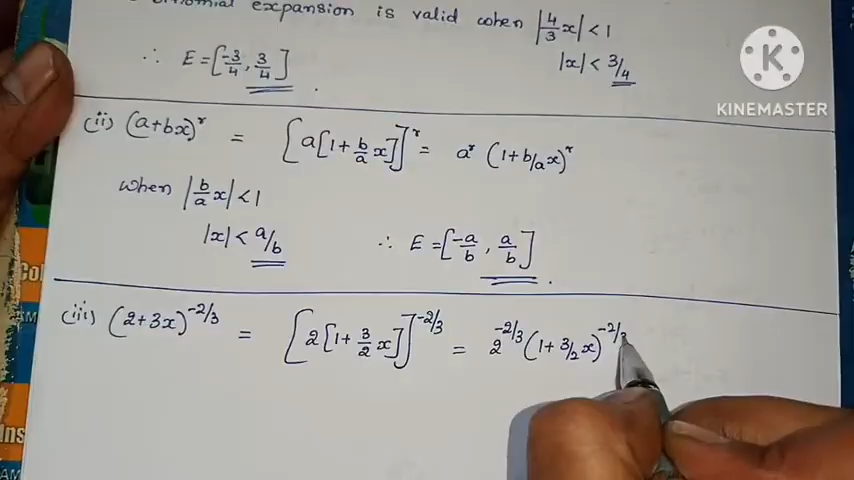 expansion is valid when |4/3 x| < 1
∴ E = [-3/4, 3/4] . |x| < 3/4
KINEMASTER
(ii) (a+bx)^r = [a[1+ b/a x]]^r = a^r (1+b/a x)^r
when |b/a x| < 1
|x| < a/b ∴ E = [-a/b, a/b] .
(iii) (2+3x)^-2/3 = [2[1+ 3/2 x]]^-2/3 = 2^-2/3 (1+ 3/2 x)^-2/3